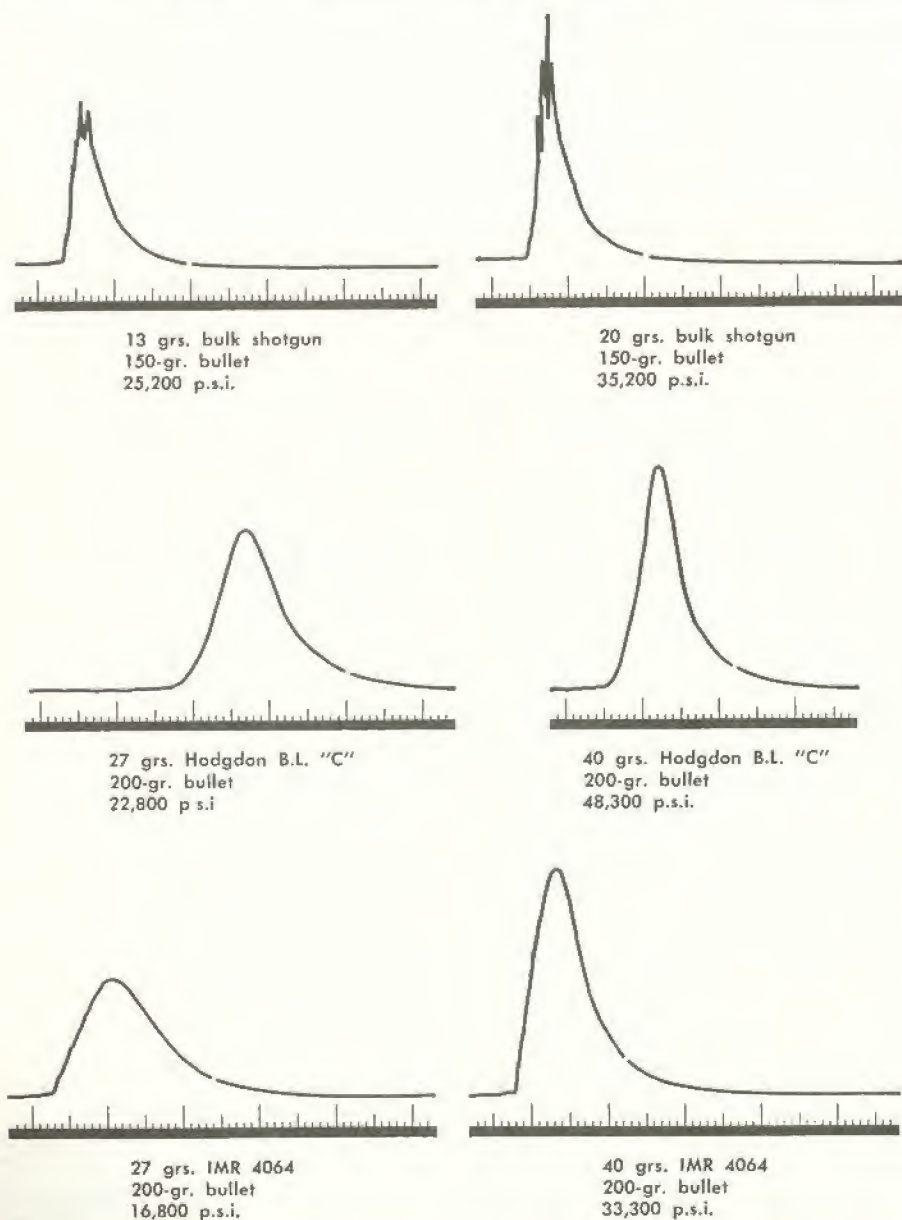 13 grs. bulk shotgun
150-gr. bullet
25,200 p.s.i.
20 grs. bulk shotgun
150-gr. bullet
35,200 p.s.i.
27 grs. Hodgdon B.L. "C"
200-gr. bullet
22,800 p s.i
40 grs. Hodgdon B.L. "C"
200-gr. bullet
48,300 p.s.i.
27 grs. IMR 4064
200-gr. bullet
16,800 p.s.i.
40 grs. IMR 4064
200-gr. bullet
33,300 p.s.i.